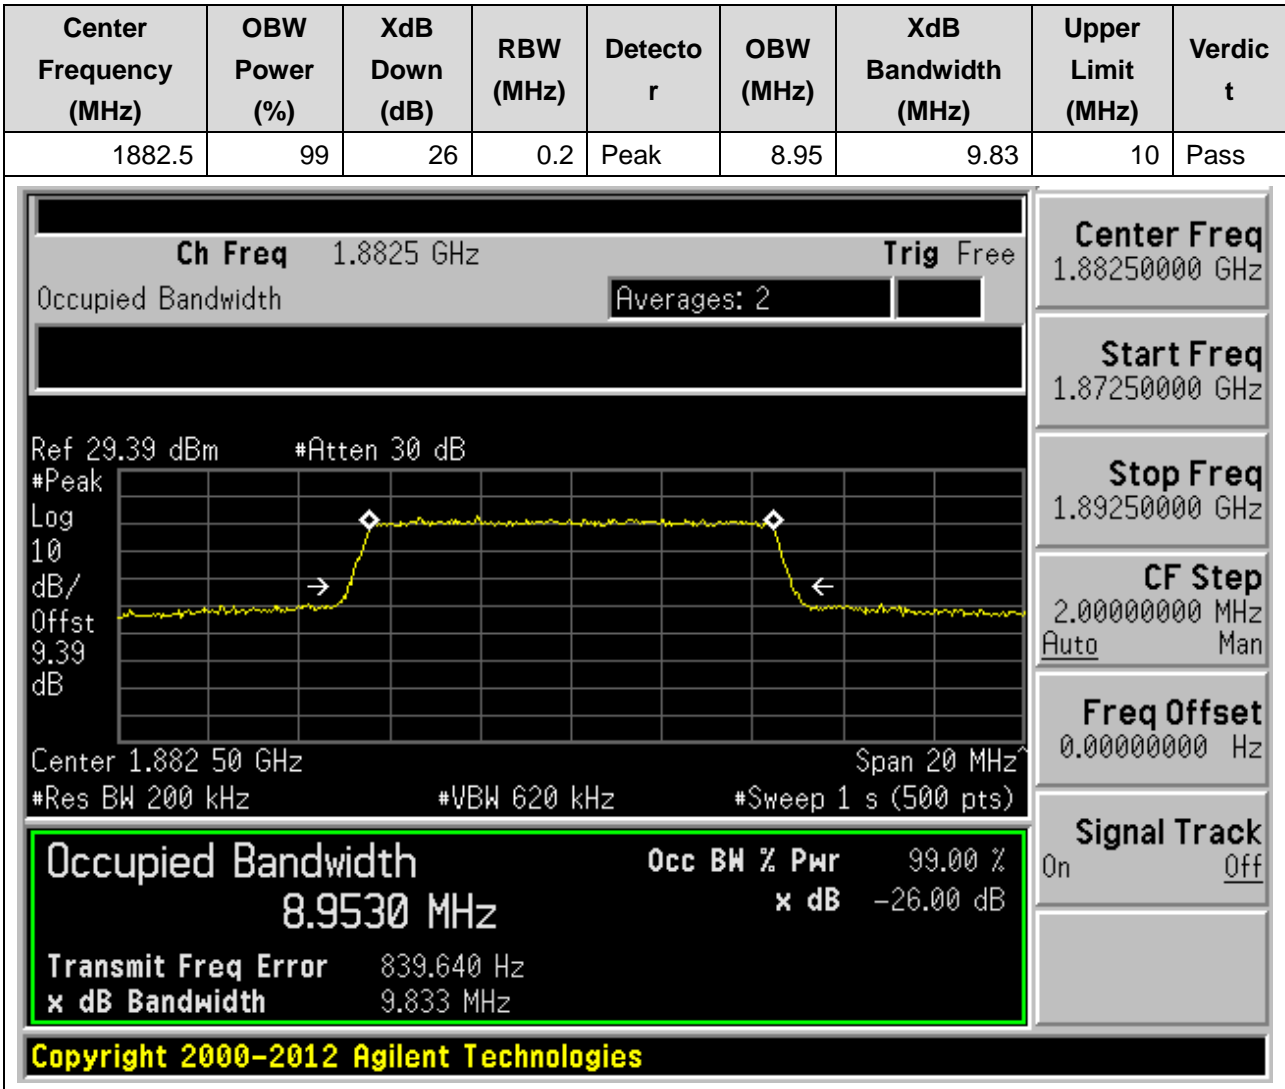 Center Frequency (MHz) OBW Power (%) XdB Down (dB) RBW (MHz) Detecto r OBW (MHz) XdB Bandwidth (MHz) Upper Limit (MHz) Verdic t
1882.5 99 26 0.2 Peak 8.95 9.83 10 Pass
Ch Freq 1.8825 GHz Trig Free
Occupied Bandwidth Averages: 2
Ref 29.39 dBm #Atten 30 dB
#Peak
Log
10
dB/
Offst
9.39
dB
Center 1.882 50 GHz Span 20 MHz^
#Res BW 200 kHz #VBW 620 kHz #Sweep 1 s (500 pts)
Occupied Bandwidth Occ BW % Pwr 99.00 %
8.9530 MHz x dB -26.00 dB
Transmit Freq Error 839.640 Hz
x dB Bandwidth 9.833 MHz
Copyright 2000-2012 Agilent Technologies
Center Freq
1.88250000 GHz
Start Freq
1.87250000 GHz
Stop Freq
1.89250000 GHz
CF Step
2.00000000 MHz
Auto Man
Freq Offset
0.00000000 Hz
Signal Track
On Off